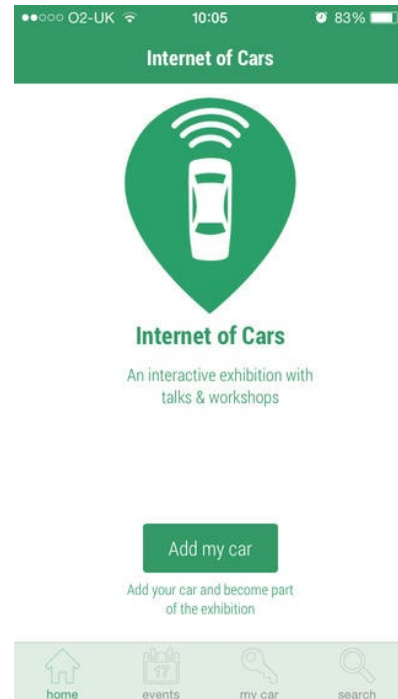 O2-UK 10:05 83%
Internet of Cars
Internet of Cars
An interactive exhibition with
talks & workshops
Add my car
Add your car and become part
of the exhibition
17
home events my car search